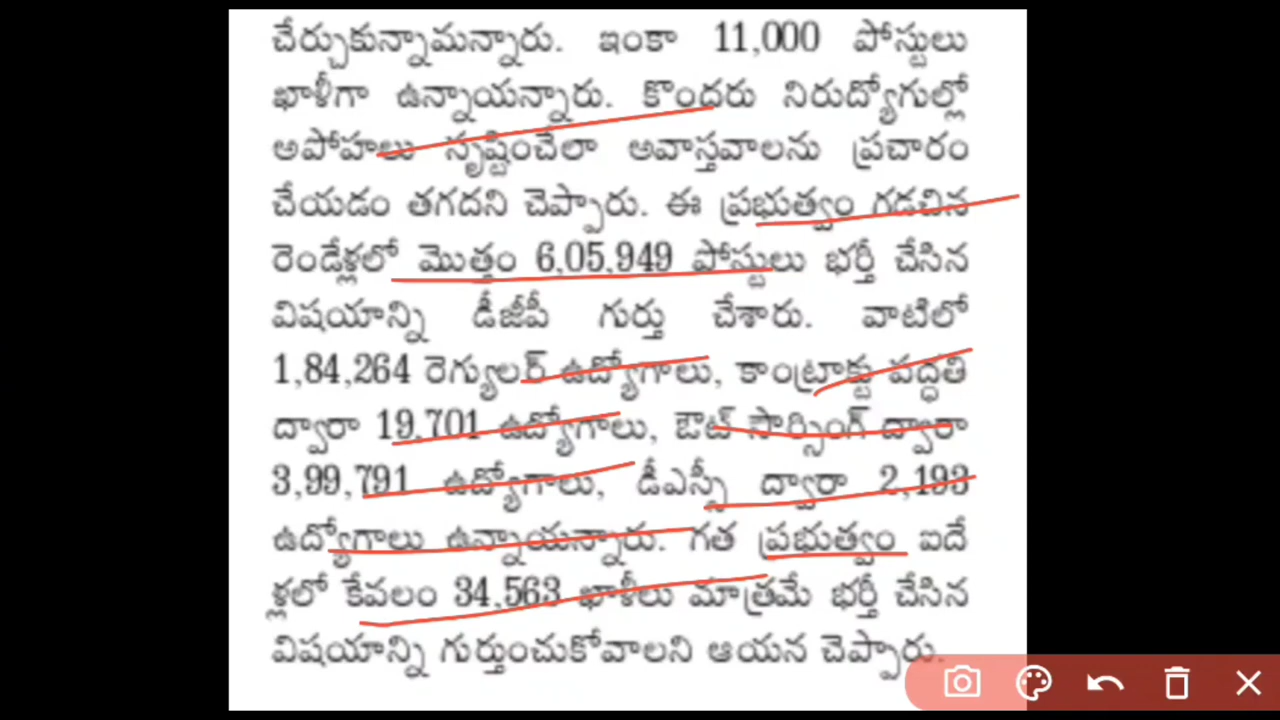 చేర్చుకున్నామన్నారు. ఇంకా 11,000 పోస్టులు
ఖాళీగా ఉన్నాయన్నారు. కొందరు నిరుద్యోగుల్లో
అపోహలు సృష్టించేలా అవాస్తవాలను ప్రచారం
చేయడం తగదని చెప్పారు. ఈ ప్రభుత్వం గడచిన
రెండేళ్లలో మొత్తం 6,05,949 పోస్టులు భర్తీ చేసిన
విషయాన్ని డీజీపీ గుర్తు చేశారు. వాటిలో
1,84,264 రెగ్యులర్ ఉద్యోగాలు, కాంట్రాక్టు పద్ధతి
ద్వారా 19,701 ఉద్యోగాలు, ఔట్ సోర్సింగ్ ద్వారా
3,99,791 ఉద్యోగాలు, డీఎస్సీ ద్వారా 2,193
ఉద్యోగాలు ఉన్నాయన్నారు. గత ప్రభుత్వం ఐదే
ళ్లలో కేవలం 34,563 ఖాళీలు మాత్రమే భర్తీ చేసిన
విషయాన్ని గుర్తుంచుకోవాలని ఆయన చెప్పారు.